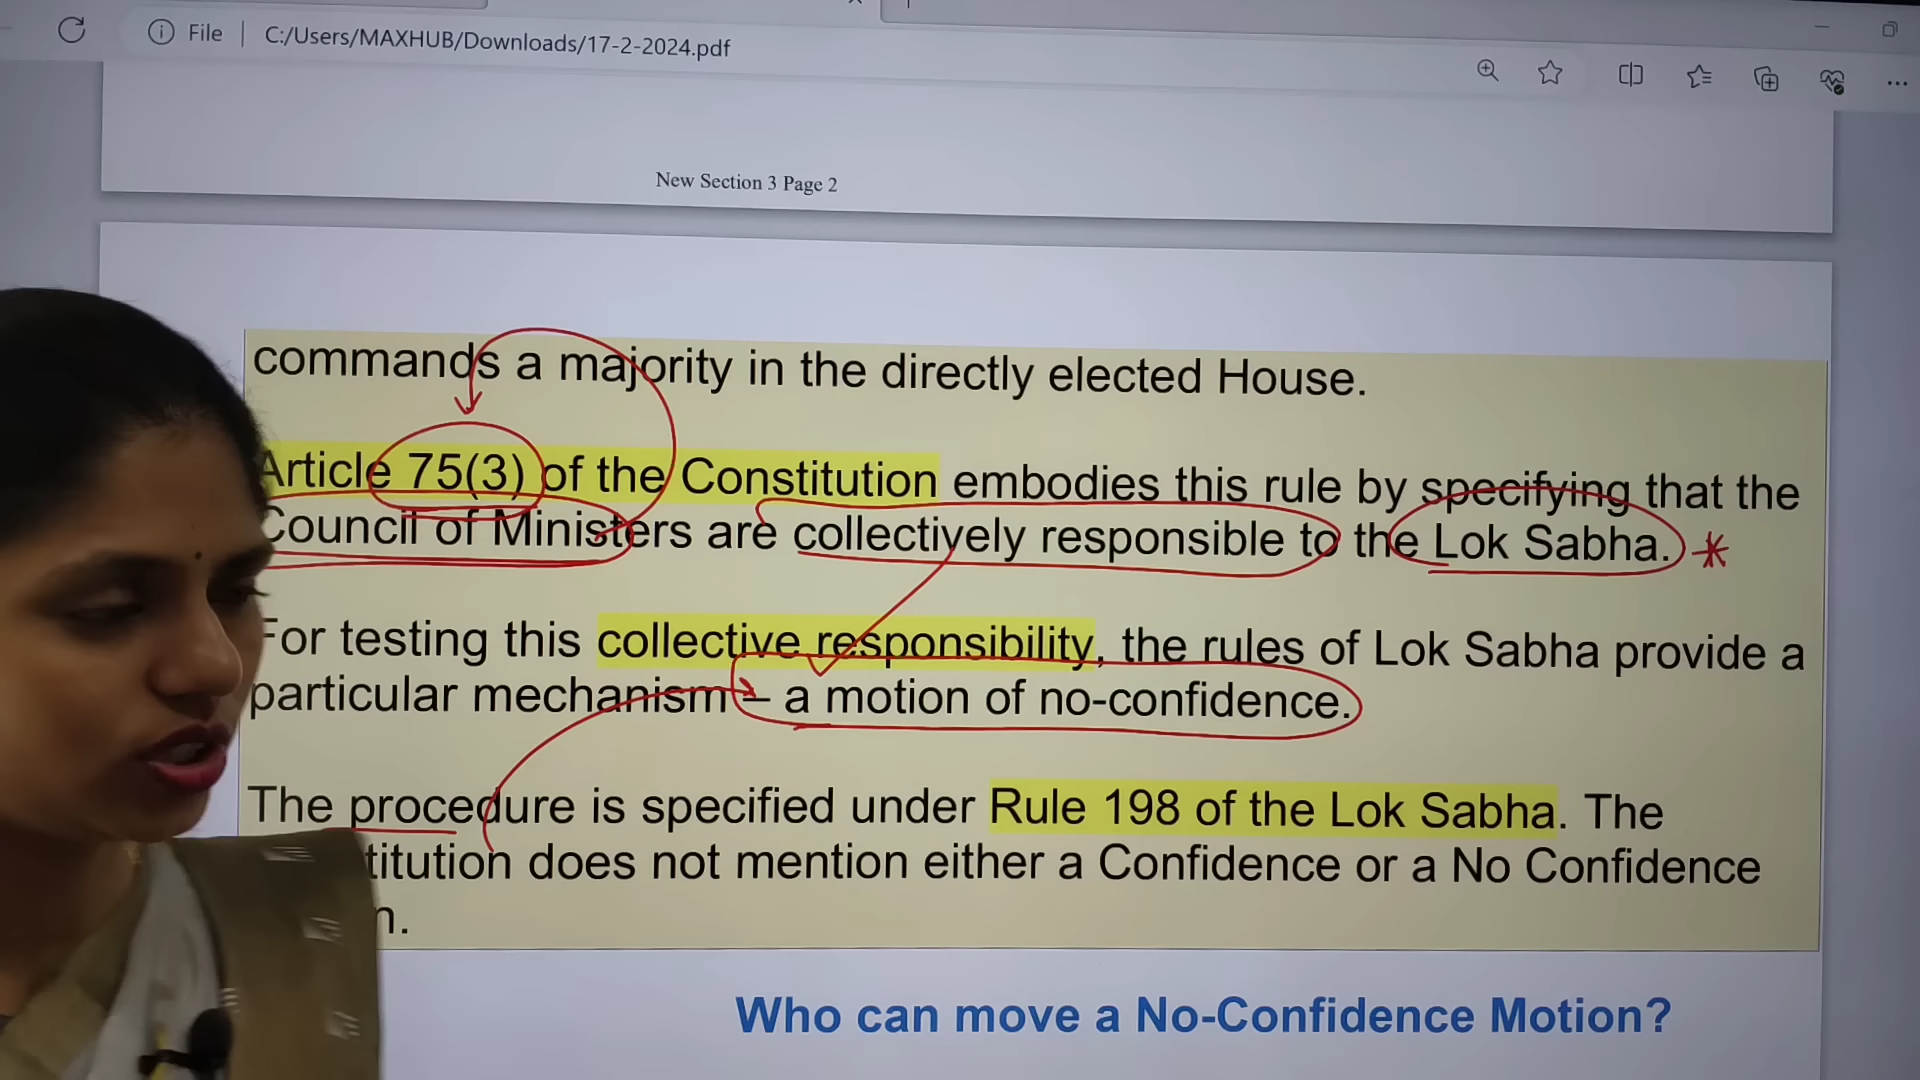 File | C:/Users/MAXHUB/Downloads/17-2-2024.pdf
New Section 3 Page 2
commands a majority in the directly elected House.
Article 75(3) of the Constitution embodies this rule by specifying that the
Council of Ministers are collectively responsible to the Lok Sabha.
For testing this collective responsibility, the rules of Lok Sabha provide a
particular mechanism – a motion of no-confidence.
The procedure is specified under Rule 198 of the Lok Sabha. The
titution does not mention either a Confidence or a No Confidence
n.
Who can move a No-Confidence Motion?